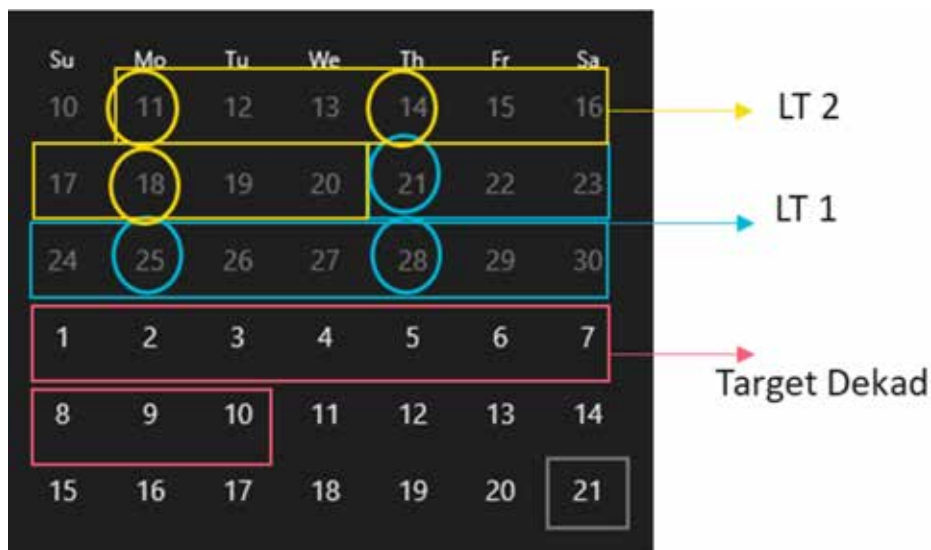 Su Mo Tu We Th Fr Sa
10 11 12 13 14 15 16
LT 2
17 18 19 20 21 22 23
LT 1
24 25 26 27 28 29 30
1 2 3 4 5 6 7
Target Dekad
8 9 10 11 12 13 14
15 16 17 18 19 20 21